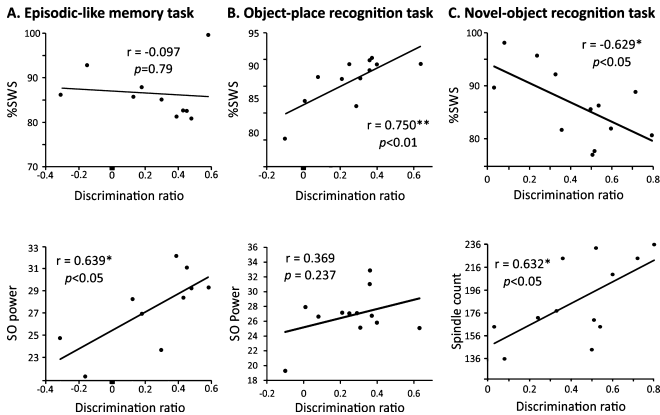 A. Episodic-like memory task
B. Object-place recognition task
C. Novel-object recognition task
100
90
80
70
%SWS
r = -0.097
p=0.79
-0.4
-0.2
0
0.2
0.4
0.6
Discrimination ratio
95
90
85
80
75
%SWS
r = 0.750**
p<0.01
-0.2
0
0.2
0.4
0.6
Discrimination ratio
100
95
90
85
80
75
%SWS
r = -0.629*
p<0.05
0
0.2
0.4
0.6
0.8
Discrimination ratio
33
31
29
27
25
23
SO power
r = 0.639*
p<0.05
-0.4
-0.2
0
0.2
0.4
0.6
Discrimination ratio
36
34
32
30
28
26
24
22
20
18
SO Power
r = 0.369
p = 0.237
-0.2
0
0.2
0.4
0.6
Discrimination ratio
236
216
196
176
156
136
Spindle count
r = 0.632*
p<0.05
0
0.2
0.4
0.6
0.8
Discrimination ratio